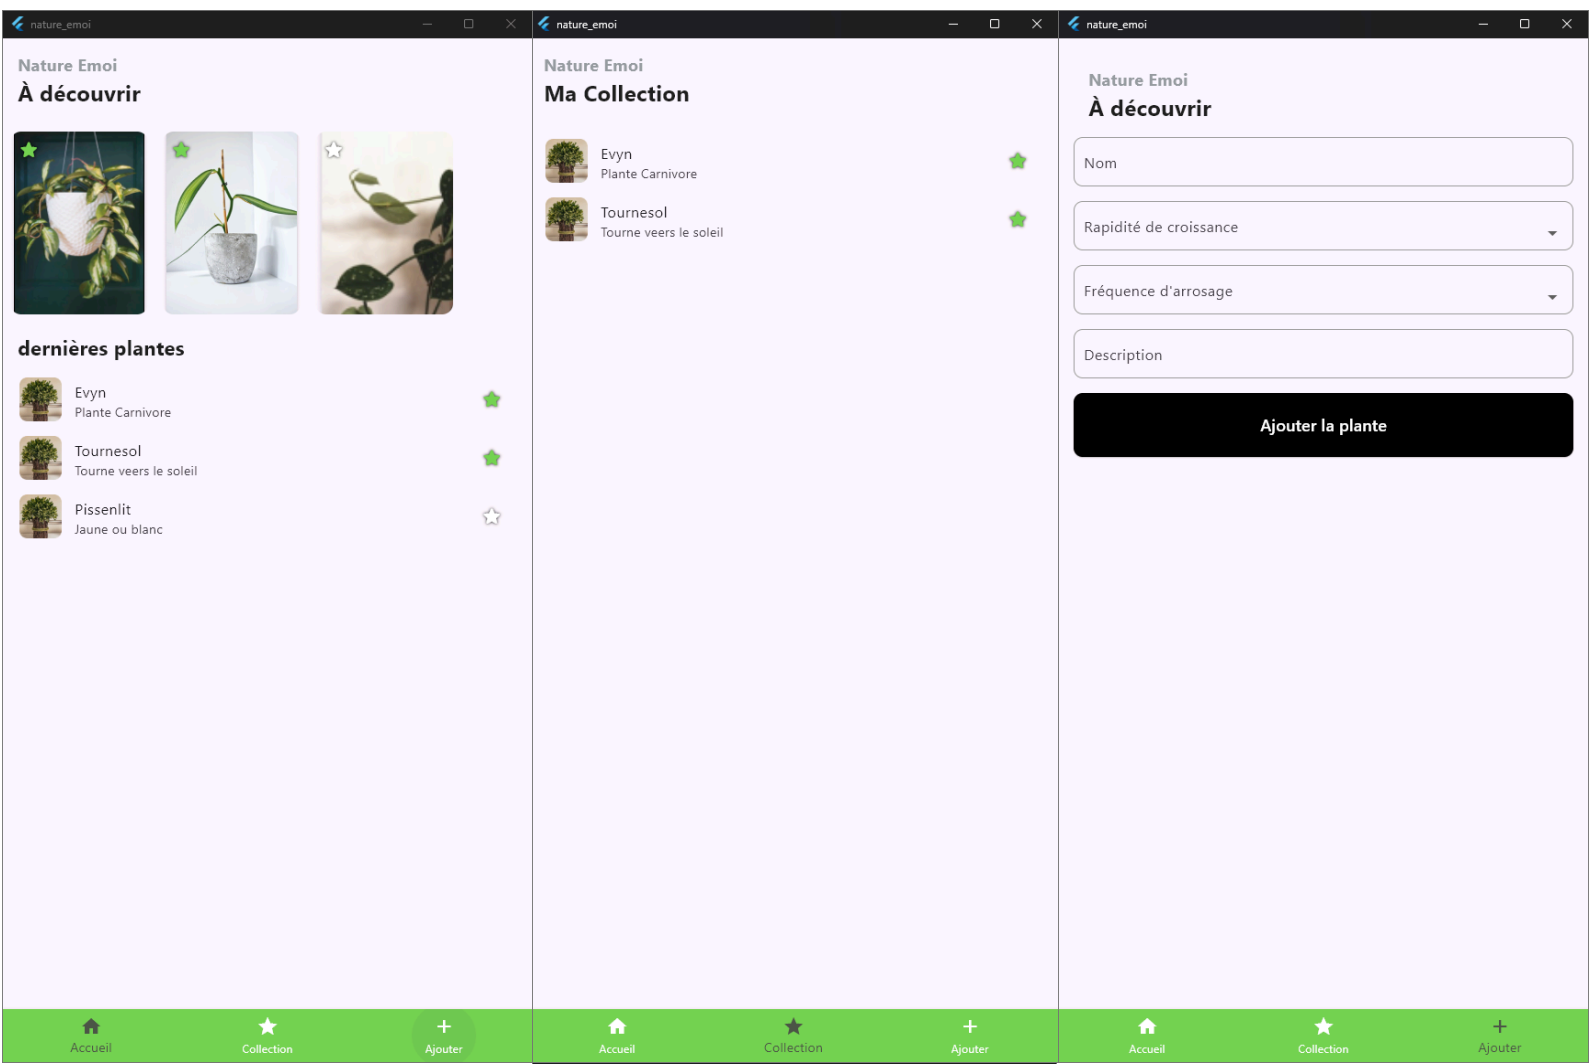 nature_emoi
Nature Emoi
À découvrir
dernières plantes
Evyn
Plante Carnivore
Tournesol
Tourne veers le soleil
Pissenlit
Jaune ou blanc
Accueil
Collection
Ajouter
nature_emoi
Nature Emoi
Ma Collection
Evyn
Plante Carnivore
Tournesol
Tourne veers le soleil
Accueil
Collection
Ajouter
nature_emoi
Nature Emoi
À découvrir
Nom
Rapidité de croissance
Fréquence d'arrosage
Description
Ajouter la plante
Accueil
Collection
Ajouter